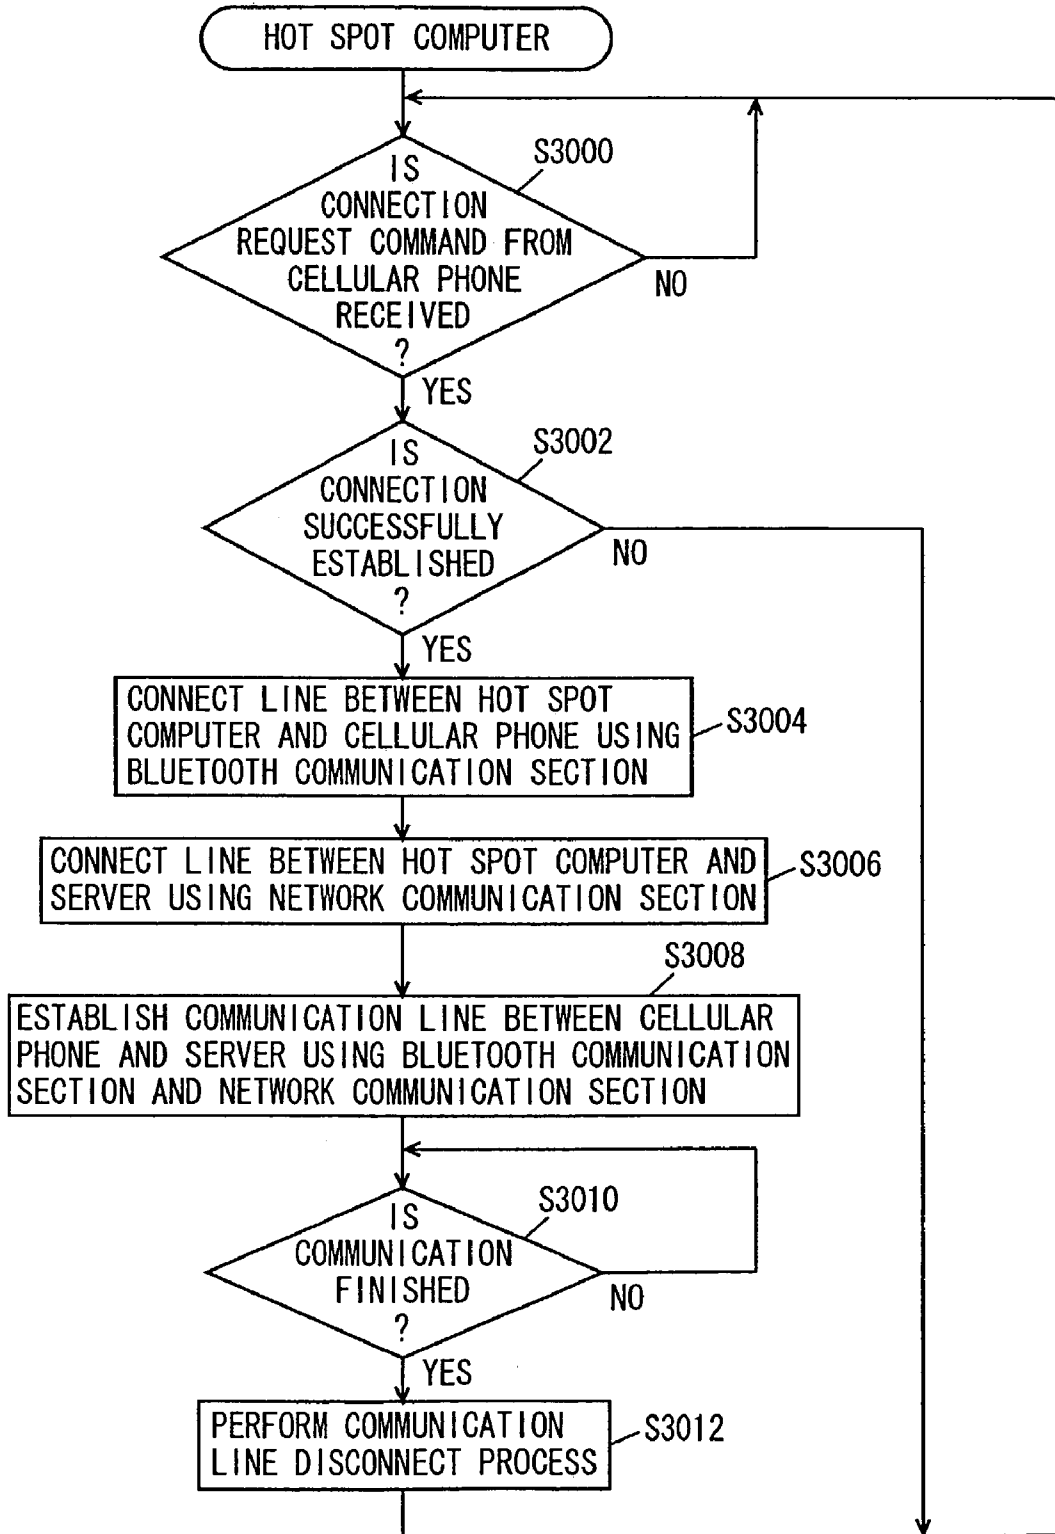 HOT SPOT COMPUTER
S3000
IS
CONNECTION
REQUEST COMMAND FROM
CELLULAR PHONE
RECEIVED
?
NO
YES
S3002
IS
CONNECTION
SUCCESSFULLY
ESTABLISHED
?
NO
YES
CONNECT LINE BETWEEN HOT SPOT
COMPUTER AND CELLULAR PHONE USING
BLUETOOTH COMMUNICATION SECTION
S3004
CONNECT LINE BETWEEN HOT SPOT COMPUTER AND
SERVER USING NETWORK COMMUNICATION SECTION
S3006
S3008
ESTABLISH COMMUNICATION LINE BETWEEN CELLULAR
PHONE AND SERVER USING BLUETOOTH COMMUNICATION
SECTION AND NETWORK COMMUNICATION SECTION
S3010
IS
COMMUNICATION
FINISHED
?
NO
YES
PERFORM COMMUNICATION
LINE DISCONNECT PROCESS
S3012